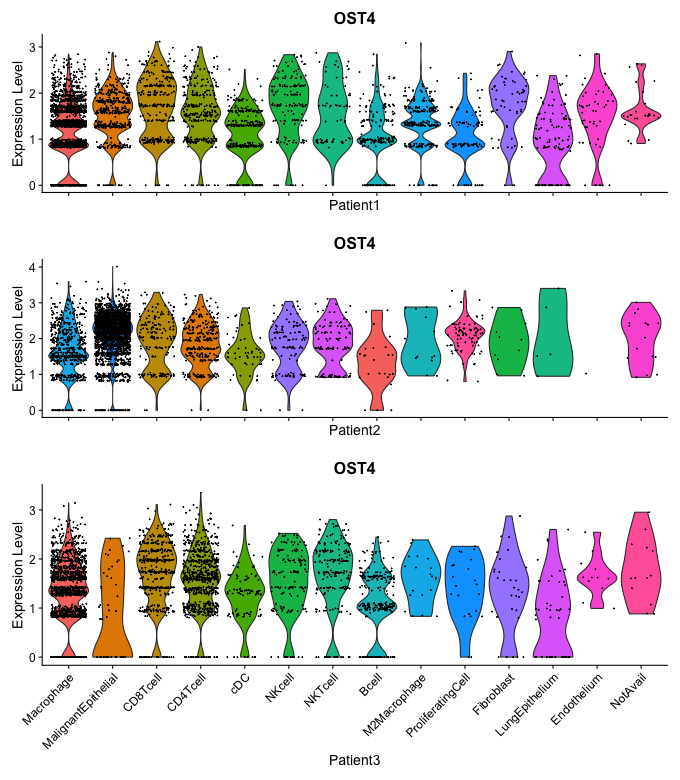 OST4
Expression Level
3
2
1
0
Patient1
OST4
Expression Level
4
3
2
1
0
Patient2
OST4
Expression Level
3
2
1
0
Macrophage
MalignantEpithelial
CD8Tcell
CD4Tcell
cDC
NKcell
NKTcell
Bcell
M2Macrophage
ProliferatingCell
Fibroblast
LungEpithelium
Endothelium
NotAvail
Patient3